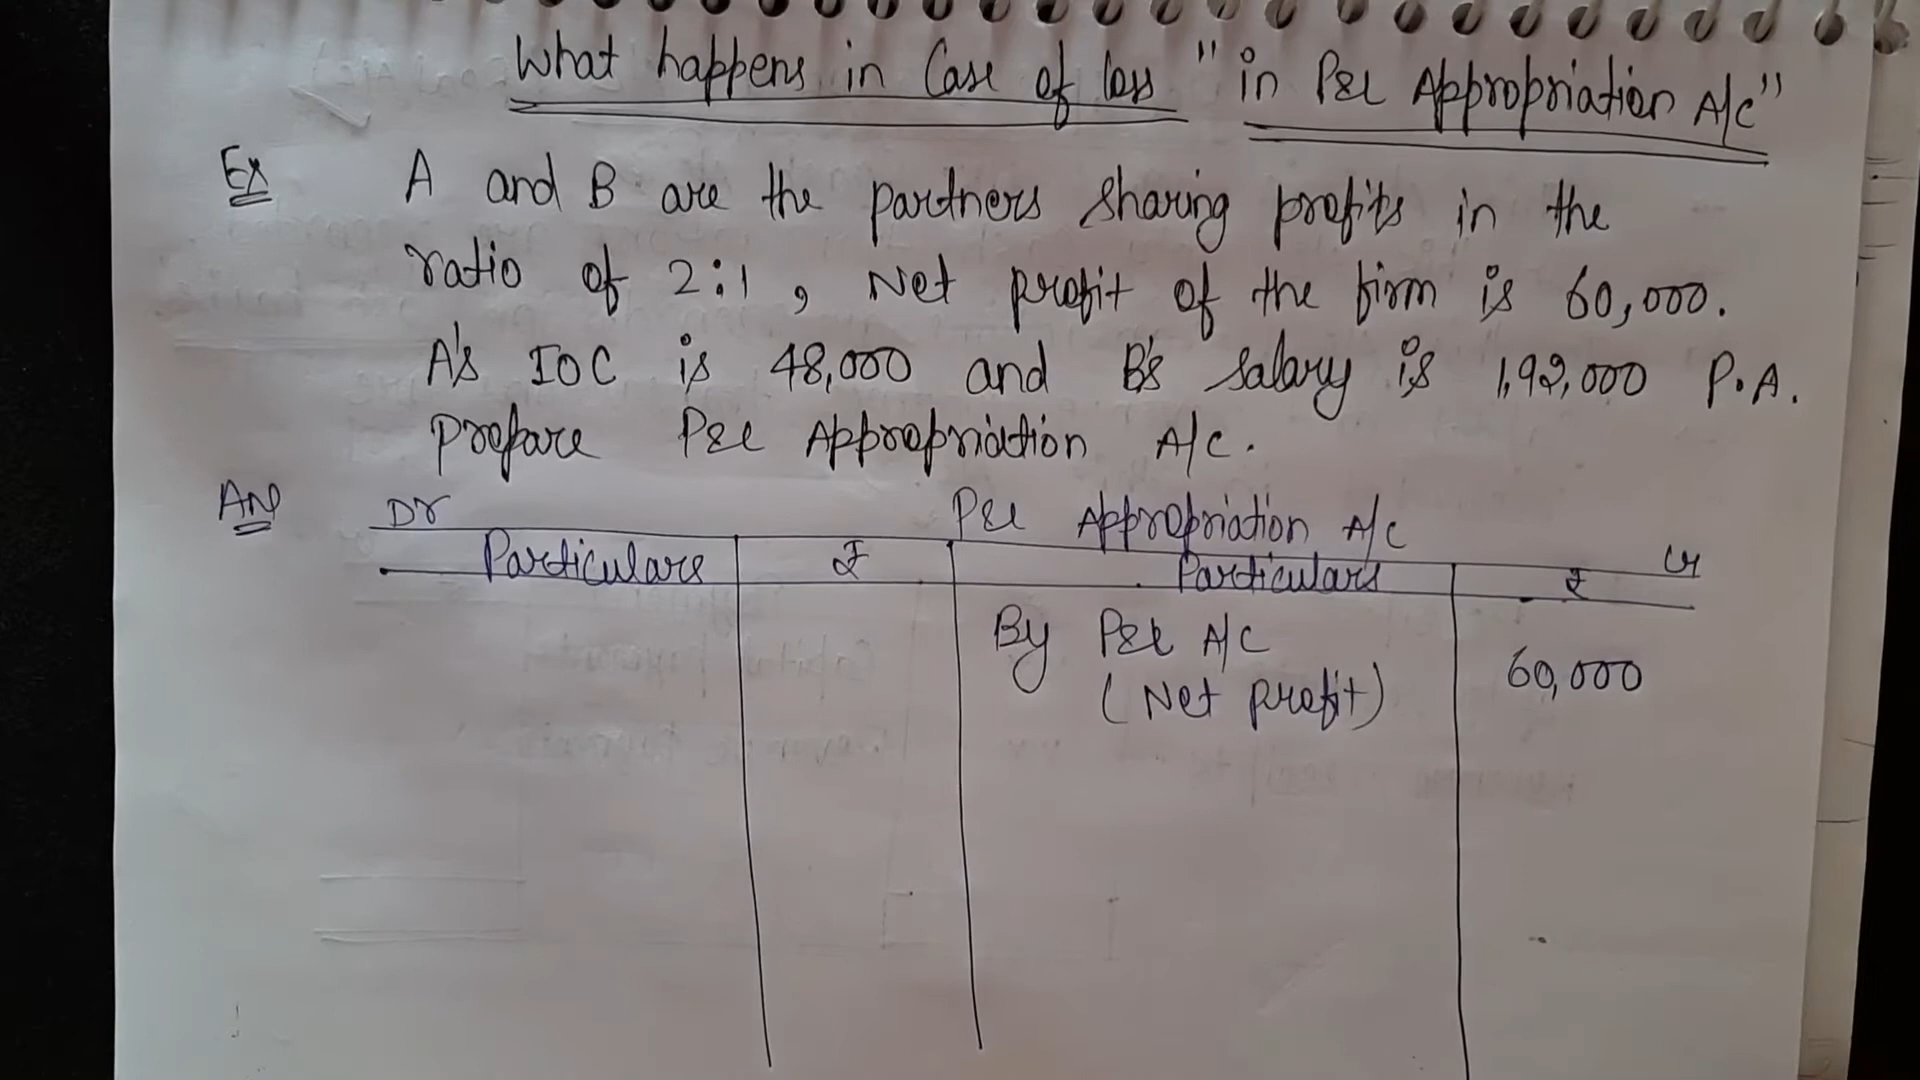 What happens in Case of loss "in P&L Appropriation A/c"
Ex A and B are the partners sharing profits in the
ratio of 2:1, Net profit of the firm is 60,000.
A's IOC is 48,000 and B's salary is 1,92,000 P.A.
prepare P&L Appropriation A/c.
Ans Dr P&L Appropriation A/c Cr
Particulars ₹ Particulars ₹
By P&L A/C
(Net profit) 60,000